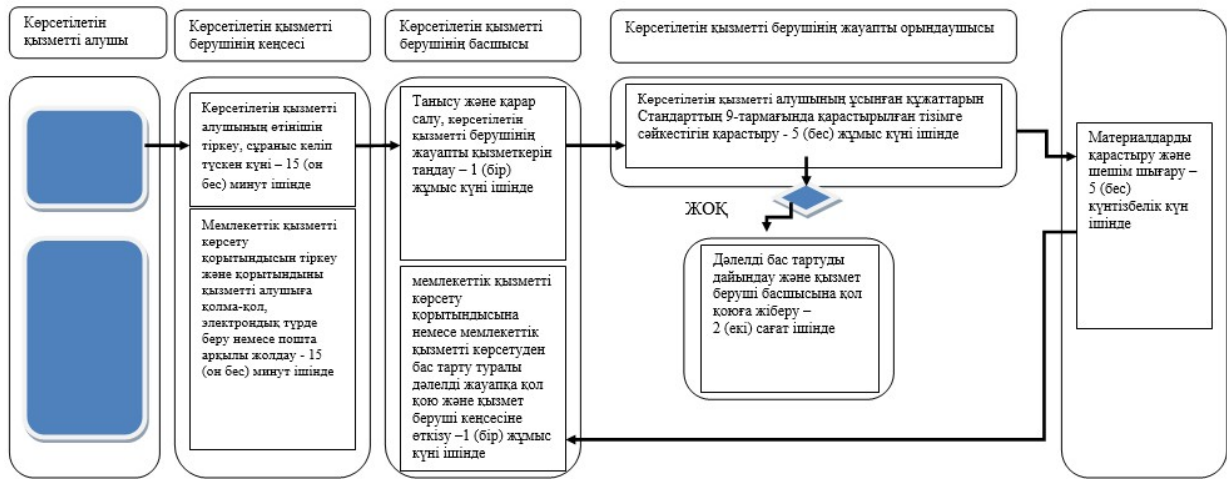 Көрсетілетін
қызметті алушы
Көрсетілетін қызметті
берушінің кеңсесі
Көрсетілетін қызметті
берушінің басшысы
Көрсетілетін қызметті берушінің жауапты орындаушысы
Көрсетілетін қызметті
алушының өтінішін
тіркеу, сұраныс келіп
түскен күні – 15 (он
бес) минут ішінде
Мемлекеттік қызметті
көрсету
қорытындысын тіркеу
және қорытындыны
қызметті алушыға
қолма-қол,
электрондық түрде
беру немесе пошта
арқылы жолдау - 15
(он бес) минут ішінде
Танысу және қарар
салу, көрсетілетін
қызметті берушінің
жауапты қызметкерін
таңдау – 1 (бір)
жұмыс күні ішінде
мемлекеттік қызметті
көрсету
қорытындысына
немесе мемлекеттік
қызметті көрсетуден
бас тарту туралы
дәлелді жауапқа қол
қою және қызмет
беруші кеңсесіне
өткізу –1 (бір) жұмыс
күні ішінде
Көрсетілетін қызметті алушының ұсынған құжаттарын
Стандарттың 9-тармағында қарастырылған тізімге
сәйкестігін қарастыру - 5 (бес) жұмыс күні ішінде
ЖОҚ
Дәлелді бас тартуды
дайындау және қызмет
беруші басшысына қол
қоюға жіберу –
2 (екі) сағат ішінде
Материалдарды
қарастыру және
шешім шығару –
5 (бес)
күнтізбелік күн
ішінде